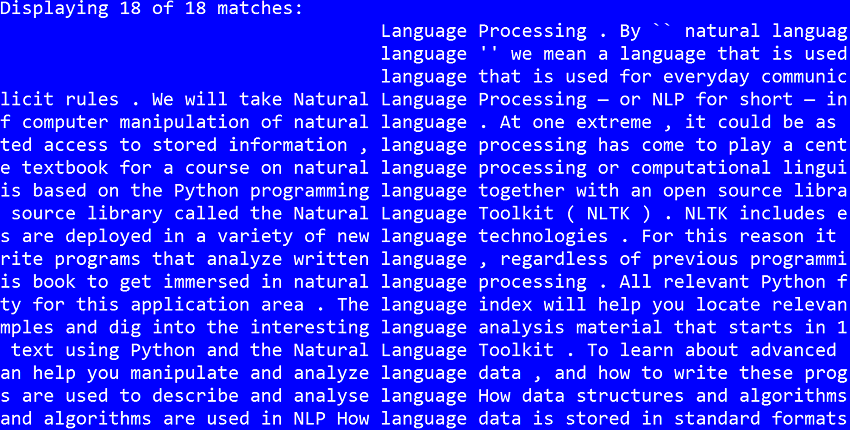 Displaying 18 of 18 matches:
Language Processing . By `` natural languag
language '' we mean a language that is used
language that is used for everyday communic
licit rules . We will take Natural Language Processing — or NLP for short — in
f computer manipulation of natural language . At one extreme , it could be as
ted access to stored information , language processing has come to play a cent
e textbook for a course on natural language processing or computational lingui
is based on the Python programming language together with an open source libra
source library called the Natural Language Toolkit ( NLTK ) . NLTK includes e
s are deployed in a variety of new language technologies . For this reason it
rite programs that analyze written language , regardless of previous programmi
is book to get immersed in natural language processing . All relevant Python f
ty for this application area . The language index will help you locate relevan
mples and dig into the interesting language analysis material that starts in 1
text using Python and the Natural Language Toolkit . To learn about advanced
an help you manipulate and analyze language data , and how to write these prog
s are used to describe and analyse language How data structures and algorithms
and algorithms are used in NLP How language data is stored in standard formats